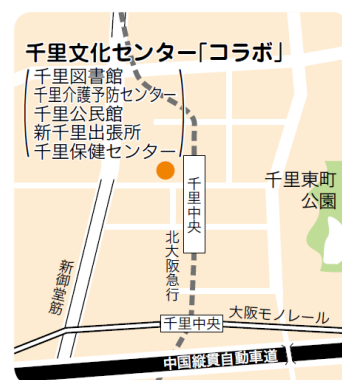 千里文化センター「コラボ」
千里図書館
千里介護予防センター
千里公民館
新千里出張所
千里保健センター
千里中央
千里東町
公園
北大阪急行
新御堂筋
大阪モノレール
千里中央
中国縦貫自動車道